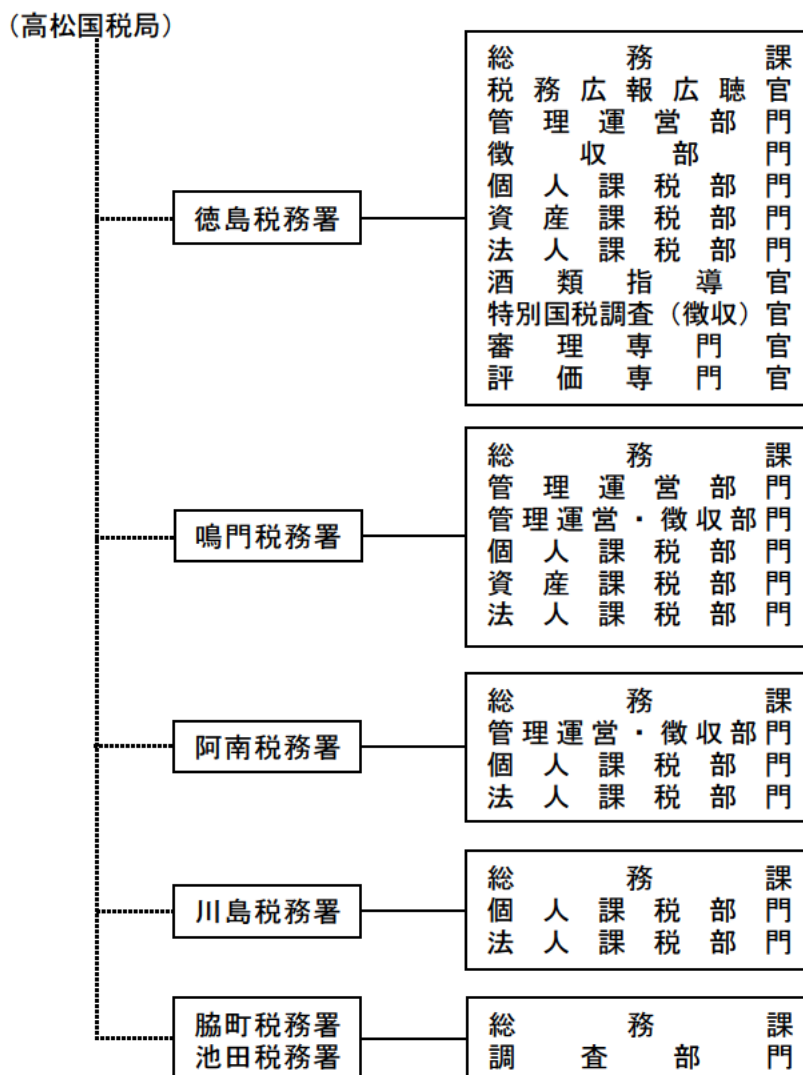 （高松国税局）
総務課
税務広報広聴官
管理運営部門
徴収部門
個人課税部門
資産課税部門
法人課税部門
酒類指導官
特別国税調査（徴収）官
審理専門官
評価専門官
徳島税務署
総務課
管理運営部門
管理運営・徴収部門
個人課税部門
資産課税部門
法人課税部門
鳴門税務署
総務課
管理運営・徴収部門
個人課税部門
法人課税部門
阿南税務署
総務課
個人課税部門
法人課税部門
川島税務署
脇町税務署
池田税務署
総務課
調査部門